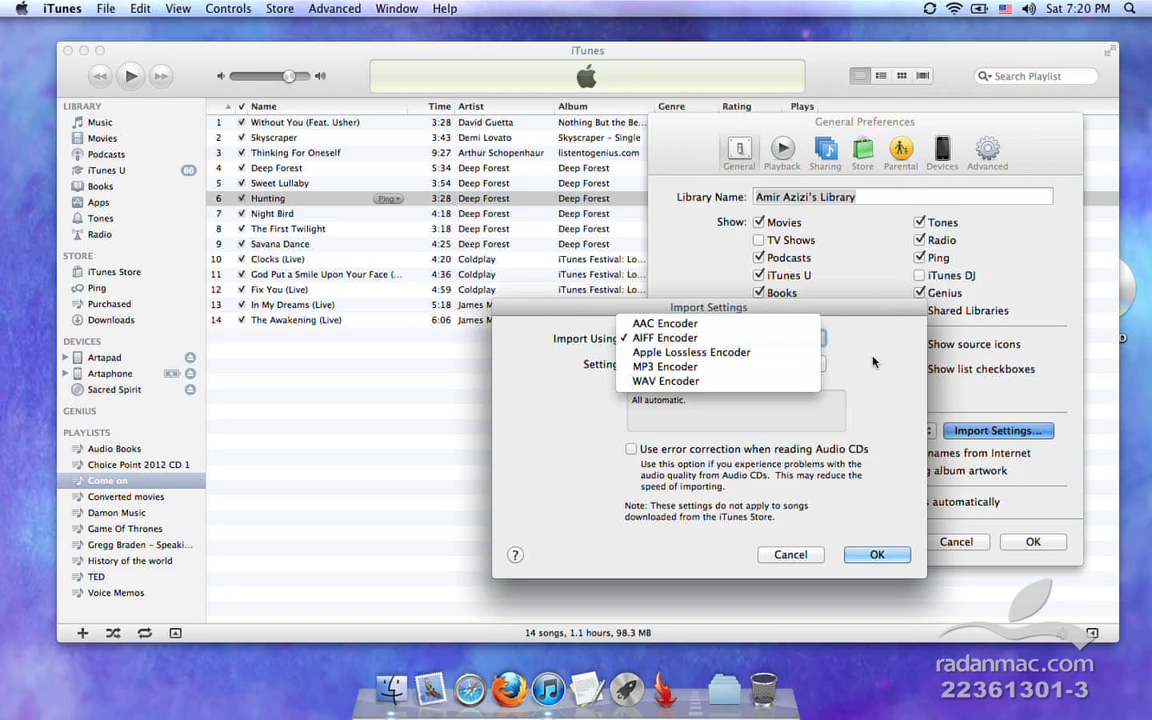 iTunes File Edit View Controls Store Advanced Window Help Sat 7:20 PM
iTunes
Search Playlist
LIBRARY
Music
Movies
Podcasts
iTunes U 66
Books
Apps
Tones
Radio
STORE
iTunes Store
Ping
Purchased
Downloads
DEVICES
Artapad
Artaphone
Sacred Spirit
GENIUS
PLAYLISTS
Audio Books
Choice Point 2012 CD 1
Come on
Converted movies
Damon Music
Game Of Thrones
Gregg Braden - Speaki...
History of the world
TED
Voice Memos
Name Time Artist Album Genre Rating Plays
1 Without You (Feat. Usher) 3:28 David Guetta Nothing But the Be...
2 Skyscraper 3:43 Demi Lovato Skyscraper - Single
3 Thinking For Oneself 9:27 Arthur Schopenhaur listentogenius.com
4 Deep Forest 5:34 Deep Forest Deep Forest
5 Sweet Lullaby 3:54 Deep Forest Deep Forest
6 Hunting Ping 3:28 Deep Forest Deep Forest
7 Night Bird 4:18 Deep Forest Deep Forest
8 The First Twilight 3:18 Deep Forest Deep Forest
9 Savana Dance 4:25 Deep Forest Deep Forest
10 Clocks (Live) 4:20 Coldplay iTunes Festival: Lo...
11 God Put a Smile Upon Your Face (... 4:59 Coldplay iTunes Festival: Lo...
12 Fix You (Live) 4:59 Coldplay iTunes Festival: Lo...
13 In My Dreams (Live) 5:18 James M
14 The Awakening (Live) 6:06 James M
General Preferences
General Playback Sharing Store Parental Devices Advanced
Library Name: Amir Azizi's Library
Show: Movies Tones
TV Shows Radio
Podcasts Ping
iTunes U iTunes DJ
Books Genius
Shared Libraries
Show source icons
Show list checkboxes
Import Settings...
names from Internet
album artwork
s automatically
Cancel OK
Import Settings
Import Using
AAC Encoder
✓ AIFF Encoder
Apple Lossless Encoder
MP3 Encoder
WAV Encoder
Setting
All automatic.
Use error correction when reading Audio CDs
Use this option if you experience problems with the
audio quality from Audio CDs. This may reduce the
speed of importing.
Note: These settings do not apply to songs
downloaded from the iTunes Store.
? Cancel OK
14 songs, 1.1 hours, 98.3 MB
radanmac.com
22361301-3